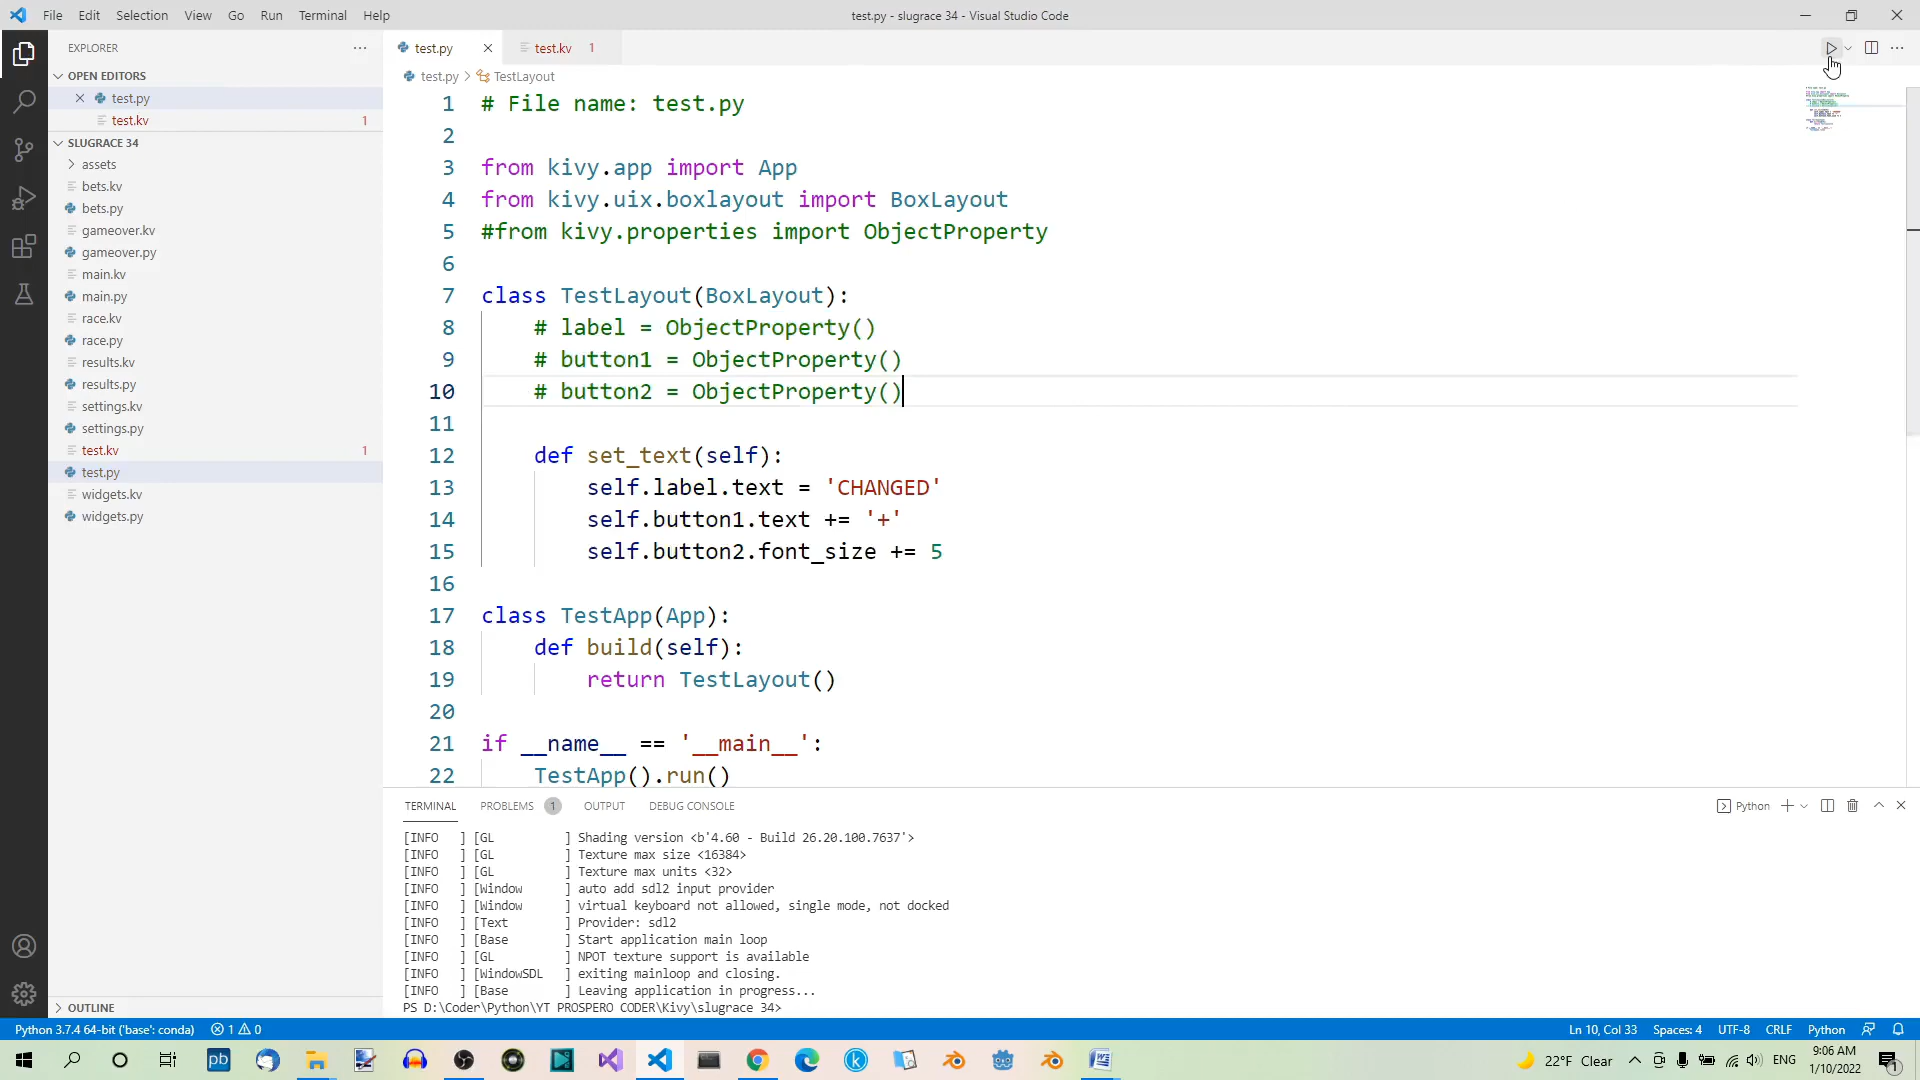 File Edit Selection View Go Run Terminal Help
test.py - slugrace 34 - Visual Studio Code
EXPLORER
OPEN EDITORS
test.py
test.kv 1
SLUGRACE 34
assets
bets.kv
bets.py
gameover.kv
gameover.py
main.kv
main.py
race.kv
race.py
results.kv
results.py
settings.kv
settings.py
test.kv 1
test.py
widgets.kv
widgets.py
OUTLINE
test.py
test.kv 1
test.py > TestLayout
1 # File name: test.py
2
3 from kivy.app import App
4 from kivy.uix.boxlayout import BoxLayout
5 #from kivy.properties import ObjectProperty
6
7 class TestLayout(BoxLayout):
8 # label = ObjectProperty()
9 # button1 = ObjectProperty()
10 # button2 = ObjectProperty()
11
12 def set_text(self):
13 self.label.text = 'CHANGED'
14 self.button1.text += '+'
15 self.button2.font_size += 5
16
17 class TestApp(App):
18 def build(self):
19 return TestLayout()
20
21 if __name__ == '__main__':
22 TestApp().run()
TERMINAL PROBLEMS 1 OUTPUT DEBUG CONSOLE
Python
[INFO ] [GL ] Shading version <b'4.60 - Build 26.20.100.7637'>
[INFO ] [GL ] Texture max size <16384>
[INFO ] [GL ] Texture max units <32>
[INFO ] [Window ] auto add sdl2 input provider
[INFO ] [Window ] virtual keyboard not allowed, single mode, not docked
[INFO ] [Text ] Provider: sdl2
[INFO ] [Base ] Start application main loop
[INFO ] [GL ] NPOT texture support is available
[INFO ] [WindowSDL ] exiting mainloop and closing.
[INFO ] [Base ] Leaving application in progress...
PS D:\Coder\Python\YT PROSPERO CODER\Kivy\slugrace 34>
Python 3.7.4 64-bit ('base': conda) 1 0
Ln 10, Col 33 Spaces: 4 UTF-8 CRLF Python
pb
22°F Clear
ENG
9:06 AM
1/10/2022
1